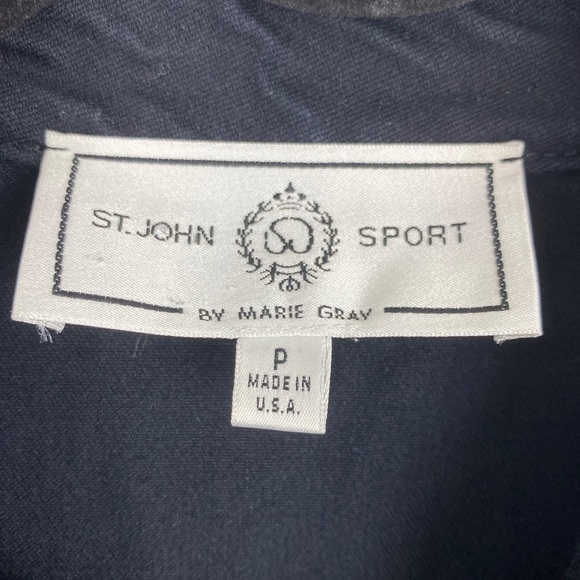 ST. JOHN SPORT
BY MARIE GRAY
P
MADE IN
U.S.A.